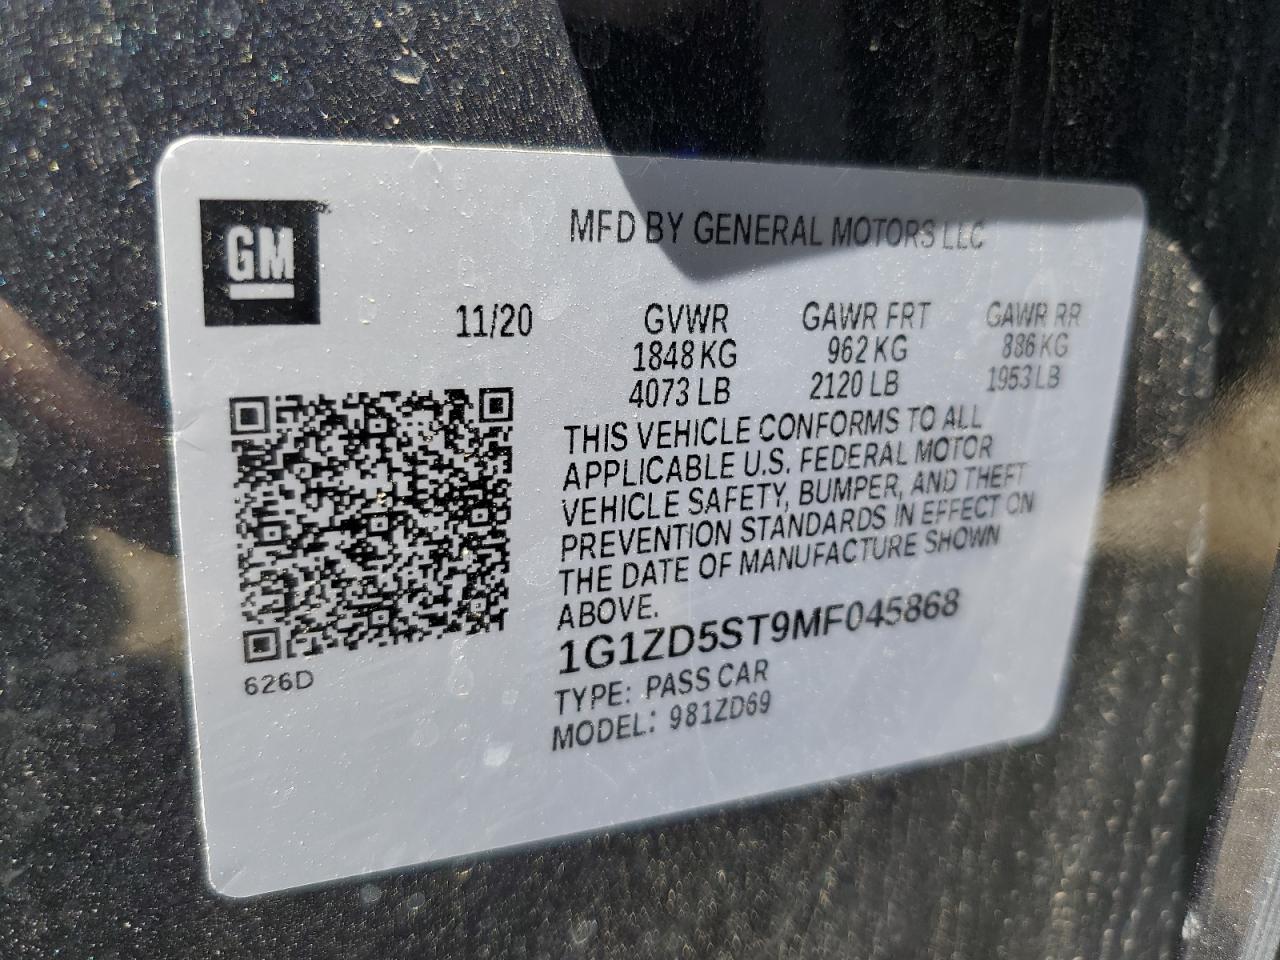 GM
MFD BY GENERAL MOTORS LLC
11/20 GVWR GAWR FRT GAWR RR
1848 KG 962 KG 886 KG
4073 LB 2120 LB 1953 LB
THIS VEHICLE CONFORMS TO ALL
APPLICABLE U.S. FEDERAL MOTOR
VEHICLE SAFETY, BUMPER, AND THEFT
PREVENTION STANDARDS IN EFFECT ON
THE DATE OF MANUFACTURE SHOWN
ABOVE.
1G1ZD5ST9MF045868
TYPE: PASS CAR
MODEL: 981ZD69
626D